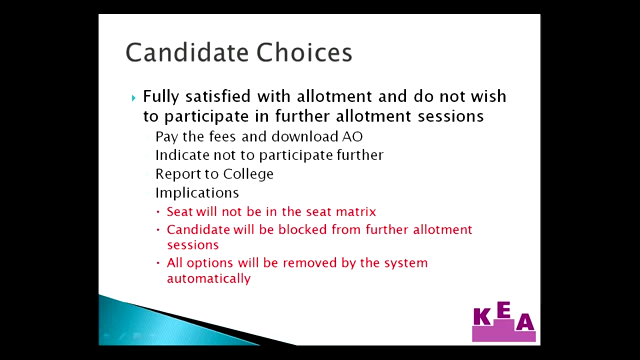 Candidate Choices
Fully satisfied with allotment and do not wish
to participate in further allotment sessions
Pay the fees and download AO
Indicate not to participate further
Report to College
Implications
• Seat will not be in the seat matrix
• Candidate will be blocked from further allotment
sessions
• All options will be removed by the system
automatically
KEA